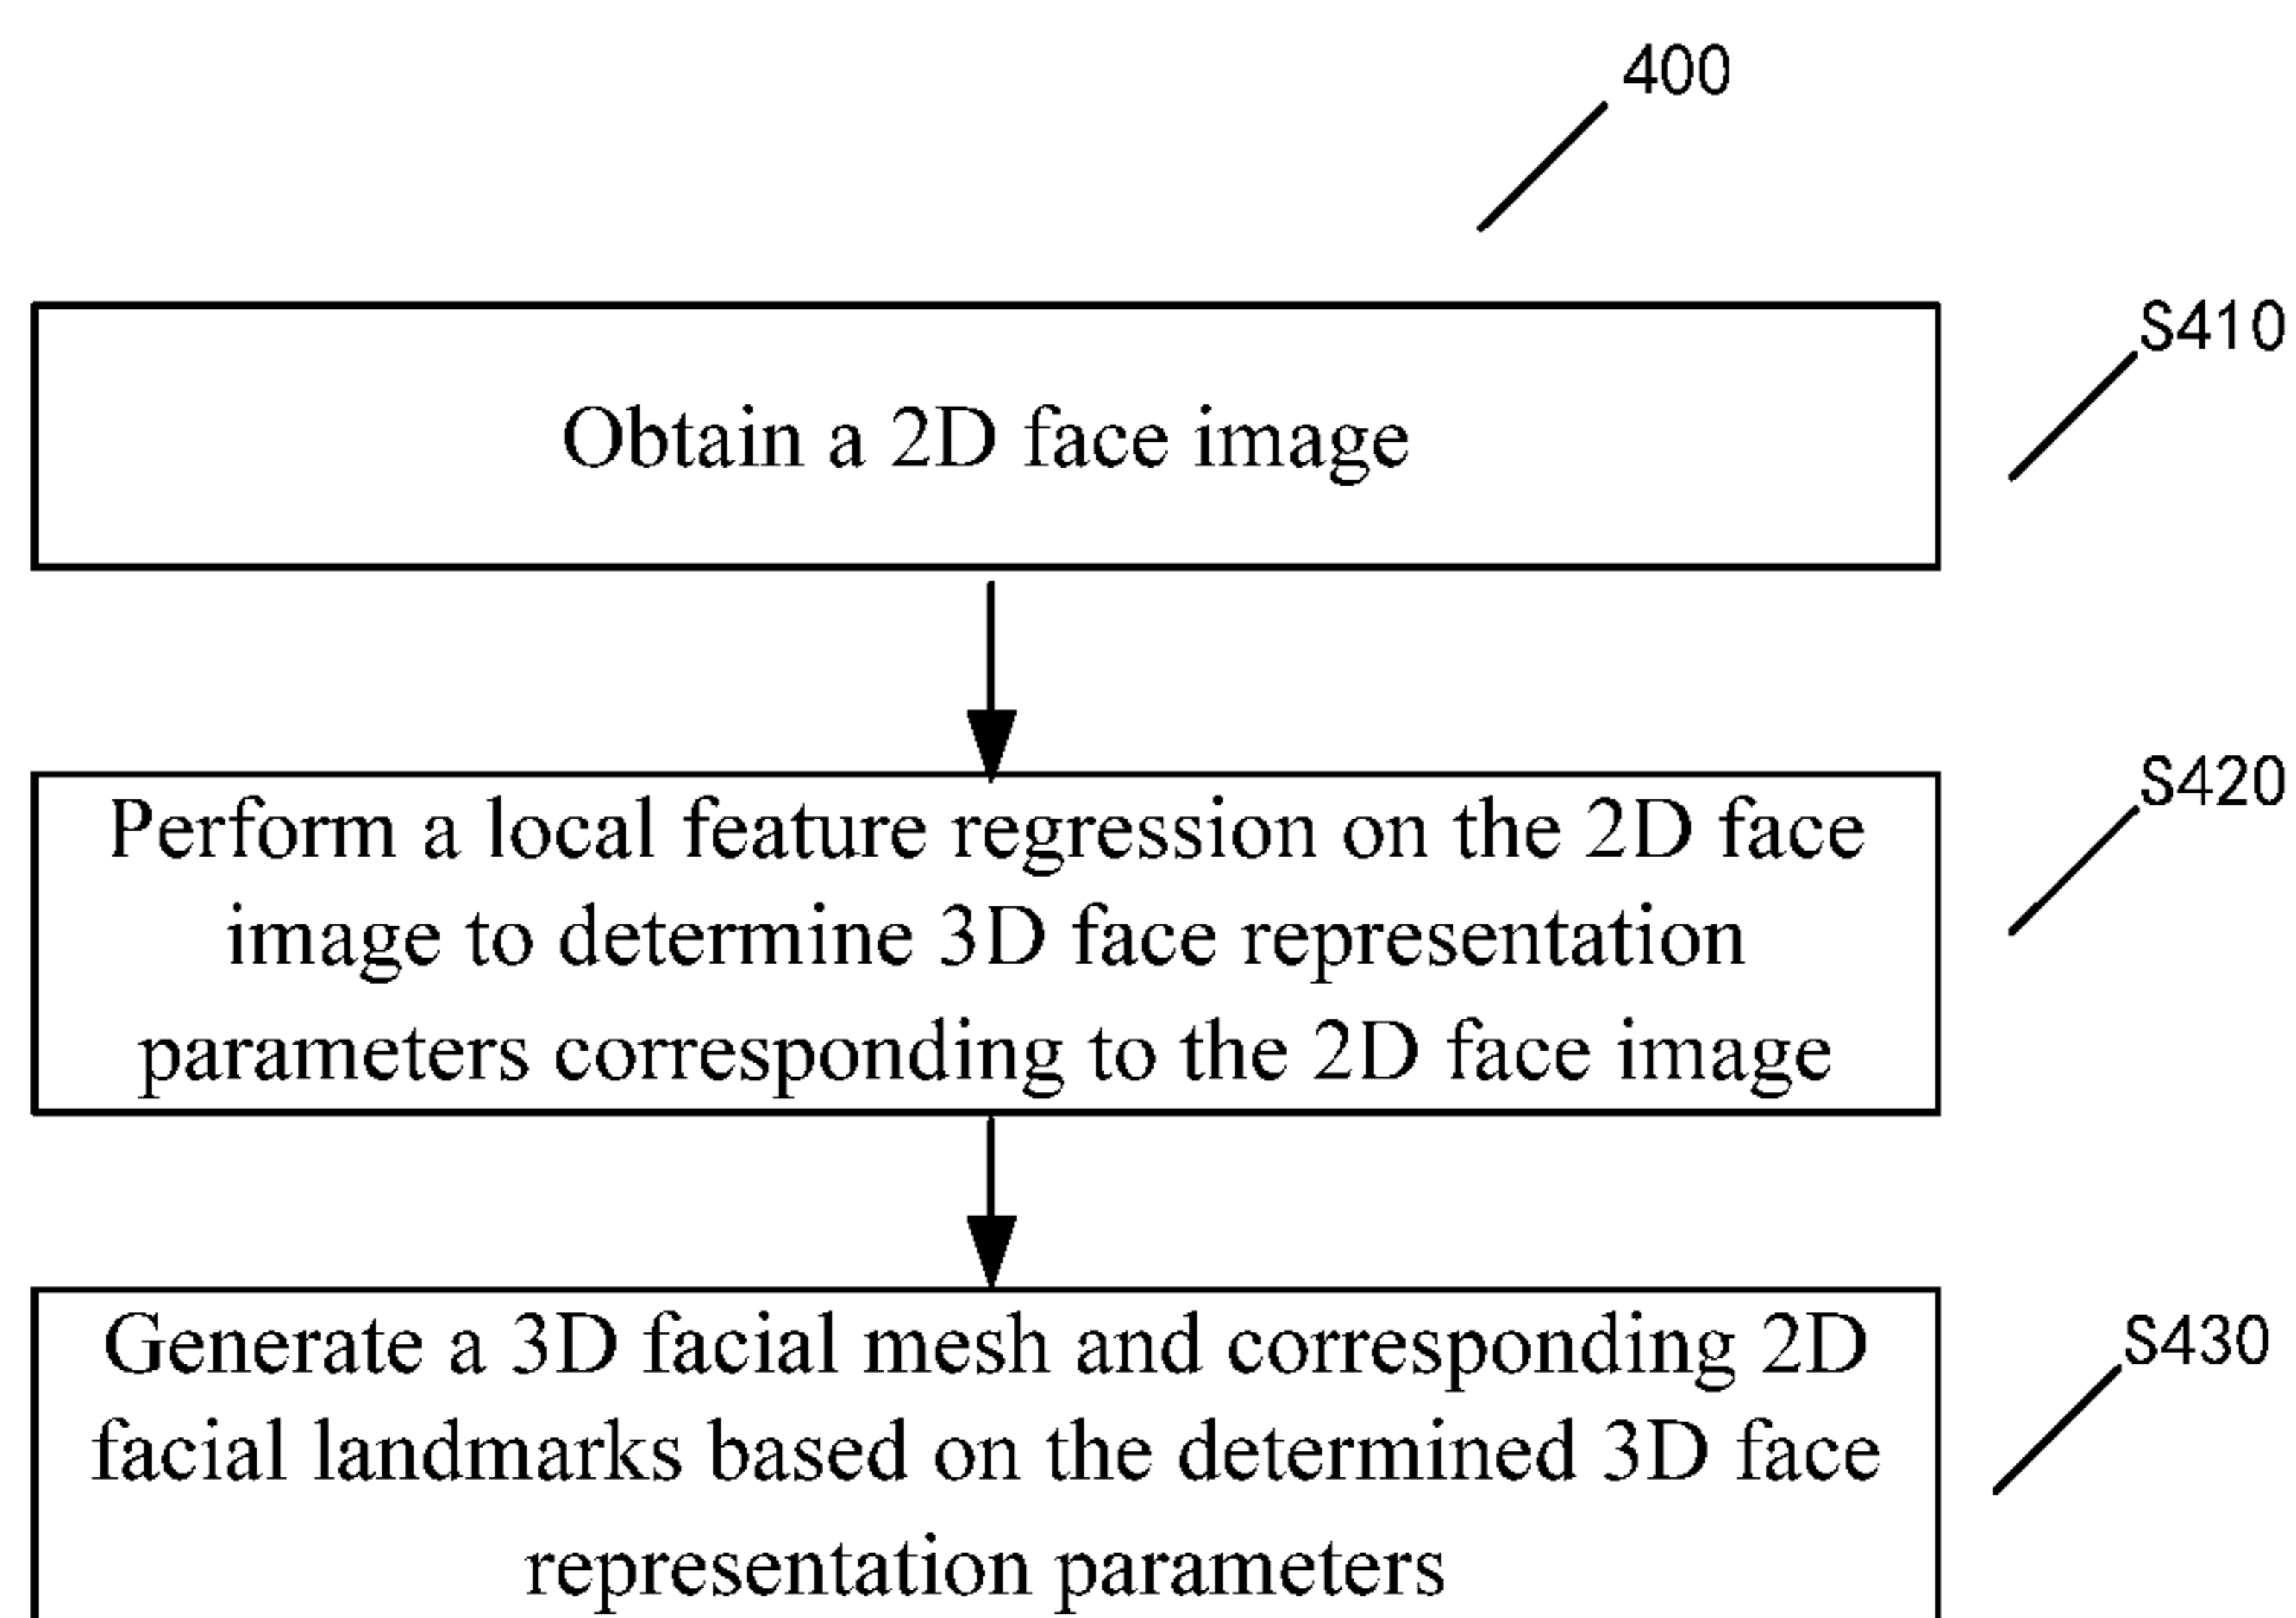 400
S410
Obtain a 2D face image
S420
Perform a local feature regression on the 2D face
image to determine 3D face representation
parameters corresponding to the 2D face image
S430
Generate a 3D facial mesh and corresponding 2D
facial landmarks based on the determined 3D face
representation parameters